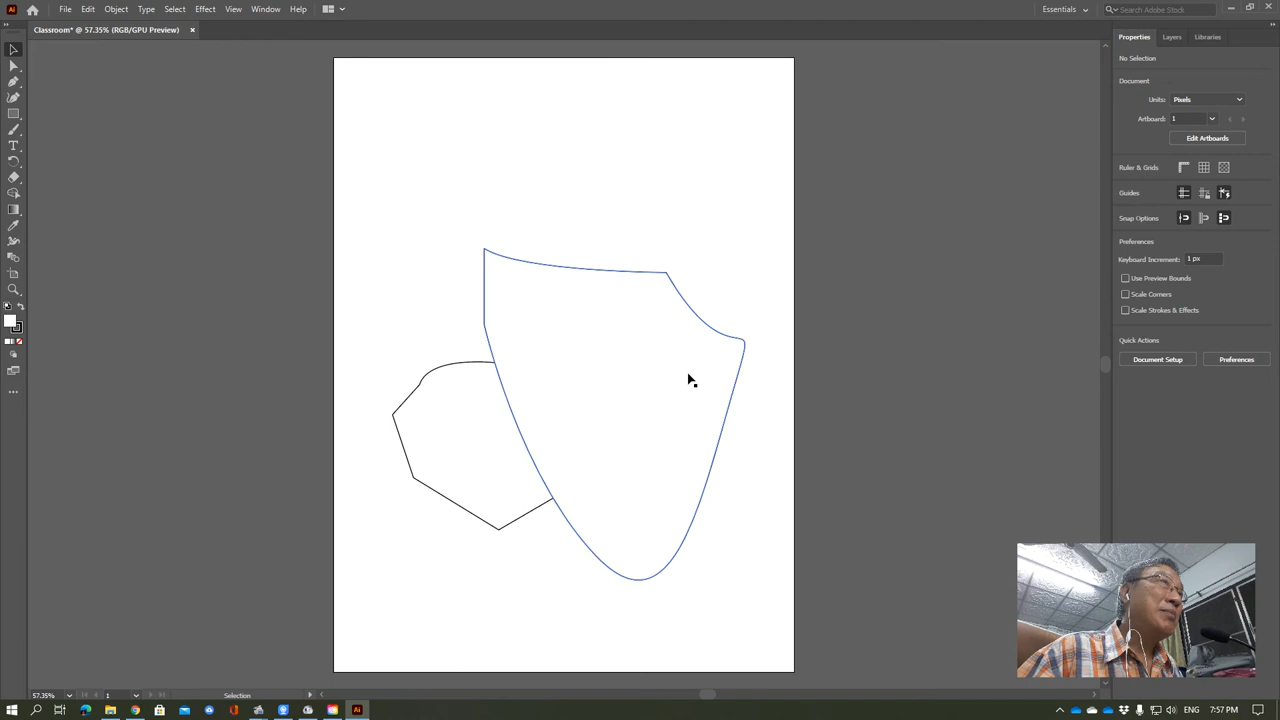 Ai File Edit Object Type Select Effect View Window Help Essentials Search Adobe Stock
Classroom* @ 57.35% (RGB/GPU Preview) ×
Properties Layers Libraries
No Selection
Document
Units: Pixels
Artboard: 1
Edit Artboards
Ruler & Grids
Guides
Snap Options
Preferences
Keyboard Increment: 1 px
Use Preview Bounds
Scale Corners
Scale Strokes & Effects
Quick Actions
Document Setup Preferences
57.35% 1 Selection
Ai ENG 7:57 PM